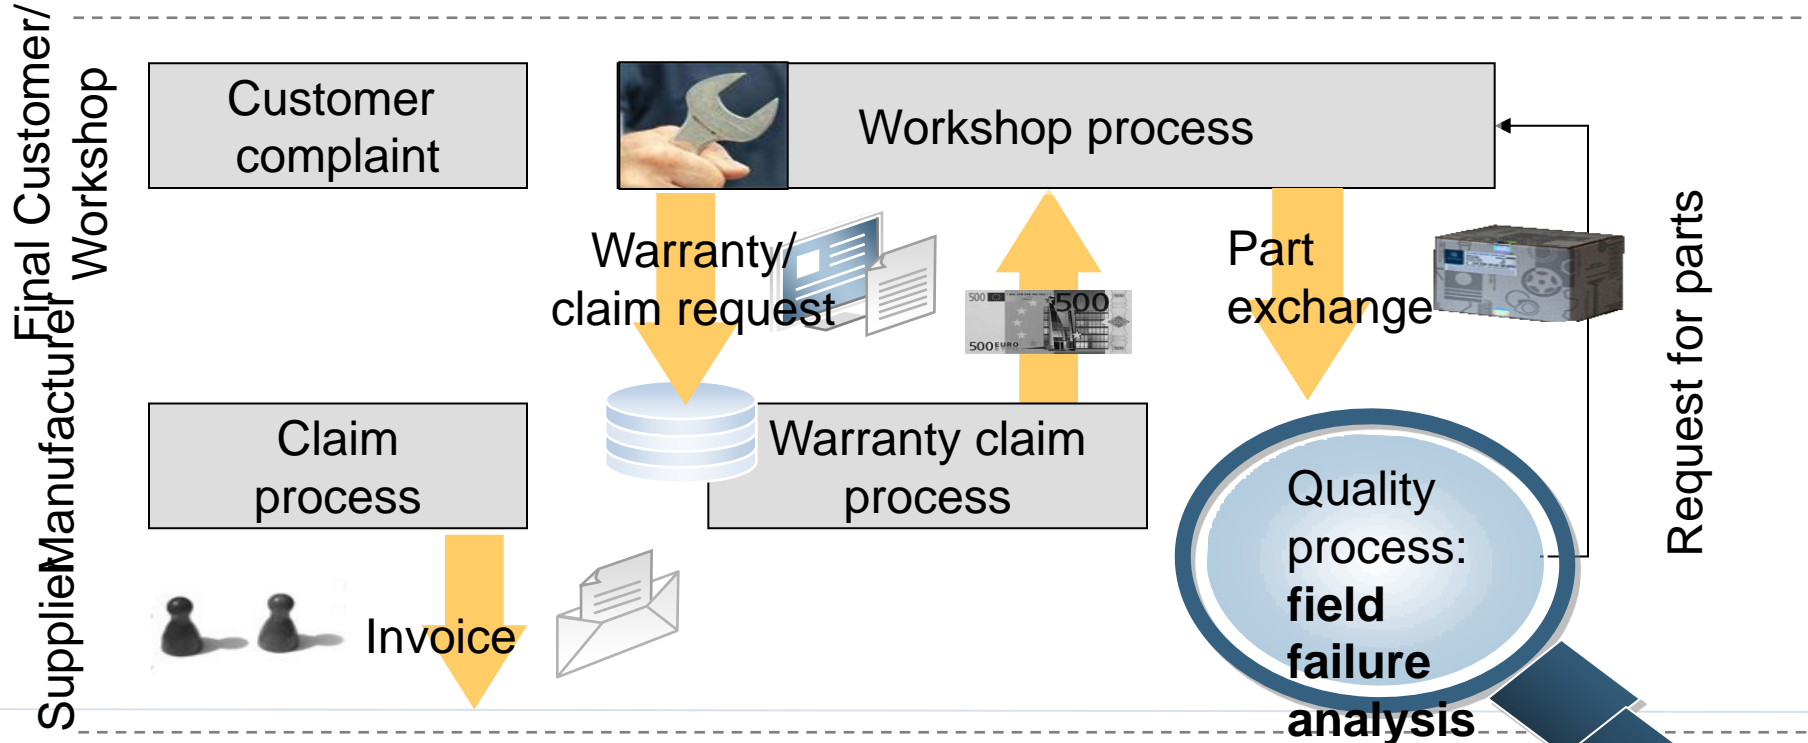 Final Customer/
Workshop
Customer
complaint
Workshop process
Warranty/
claim request
500
500
500 EURO
Part
exchange
Request for parts
Manufacturer
Claim
process
Warranty claim
process
Quality
process:
field
failure
analysis
Supplier
Invoice